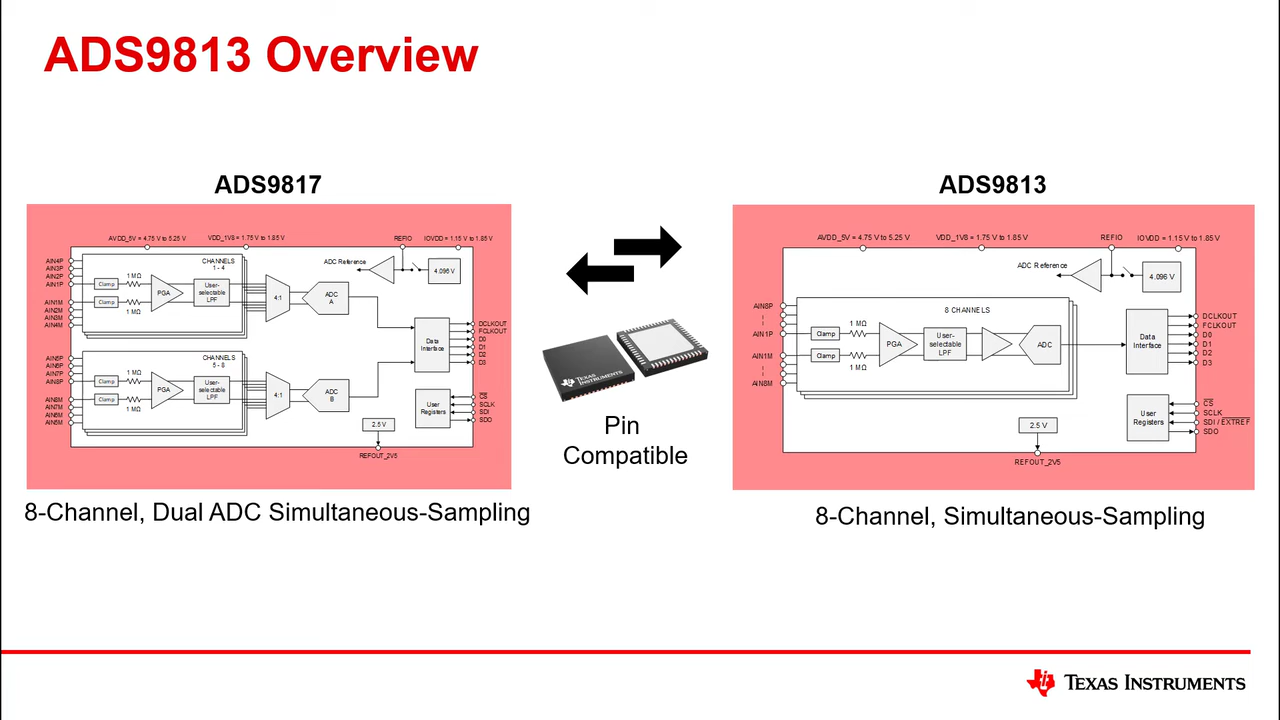 ADS9813 Overview
ADS9817
AVDD_5V = 4.75 V to 5.25 V
VDD_1V8 = 1.75 V to 1.85 V
REFIO
IOVDD = 1.15 V to 1.85 V
AIN4P
AIN3P
AIN2P
AIN1P
AIN1M
AIN2M
AIN3M
AIN4M
CHANNELS
1 - 4
Clamp
1 MΩ
Clamp
1 MΩ
PGA
User-
selectable
LPF
4:1
ADC
A
ADC Reference
4.096 V
AIN5P
AIN6P
AIN7P
AIN8P
AIN8M
AIN7M
AIN6M
AIN5M
CHANNELS
5 - 8
Clamp
1 MΩ
Clamp
1 MΩ
PGA
User-
selectable
LPF
4:1
ADC
B
Data
Interface
DCLKOUT
FCLKOUT
D0
D1
D2
D3
User
Registers
CS
SCLK
SDI
SDO
2.5 V
REFOUT_2V5
8-Channel, Dual ADC Simultaneous-Sampling
TEXAS
INSTRUMENTS
Pin
Compatible
ADS9813
AVDD_5V = 4.75 V to 5.25 V
VDD_1V8 = 1.75 V to 1.85 V
REFIO
IOVDD = 1.15 V to 1.85 V
ADC Reference
4.096 V
AIN8P
AIN1P
AIN1M
AIN8M
8 CHANNELS
Clamp
1 MΩ
Clamp
1 MΩ
PGA
User-
selectable
LPF
ADC
Data
Interface
DCLKOUT
FCLKOUT
D0
D1
D2
D3
User
Registers
CS
SCLK
SDI / EXTREF
SDO
2.5 V
REFOUT_2V5
8-Channel, Simultaneous-Sampling
TEXAS INSTRUMENTS